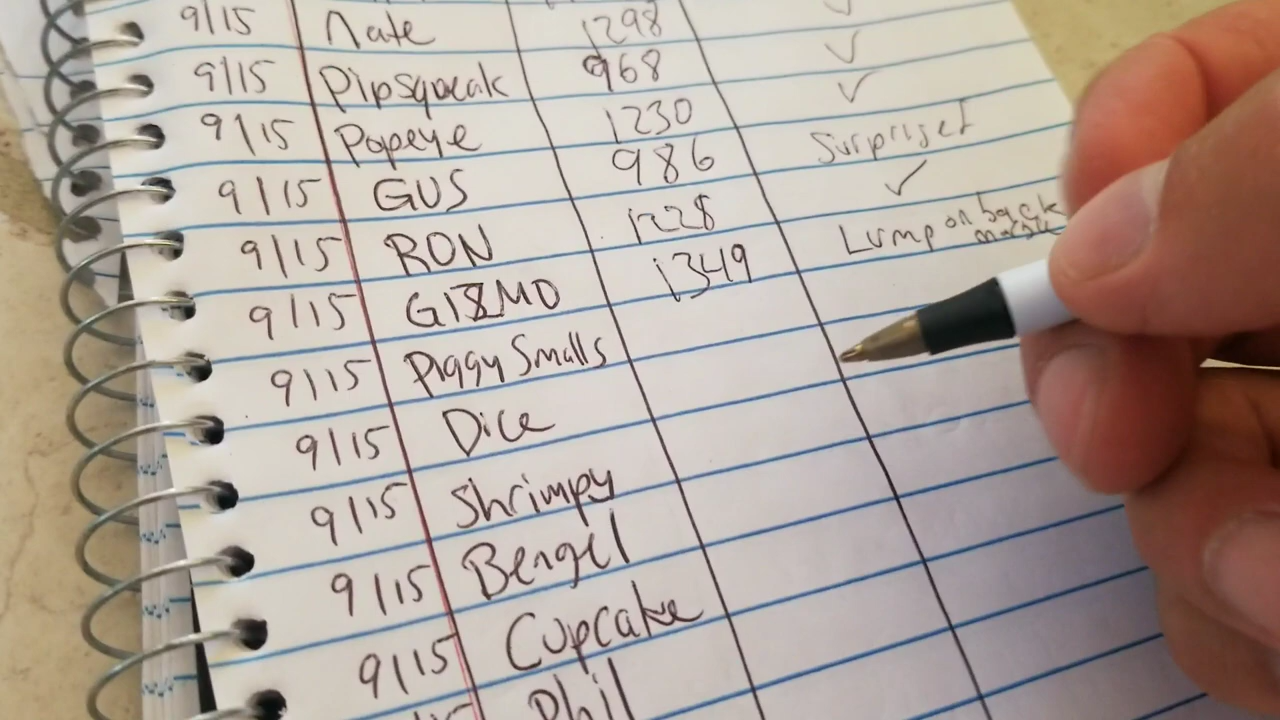 9/15 Nate 1298 ✓
9/15 Pipsqueak 968 ✓
9/15 Popeye 1230 ✓
9/15 GUS 986
9/15 RON 1228 ✓
9/15 GIZMO 1349 Lump on back
9/15 Piggy Smalls
9/15 Dice
9/15 Shrimpy
9/15 Bengel
9/15 Cupcake
Phil